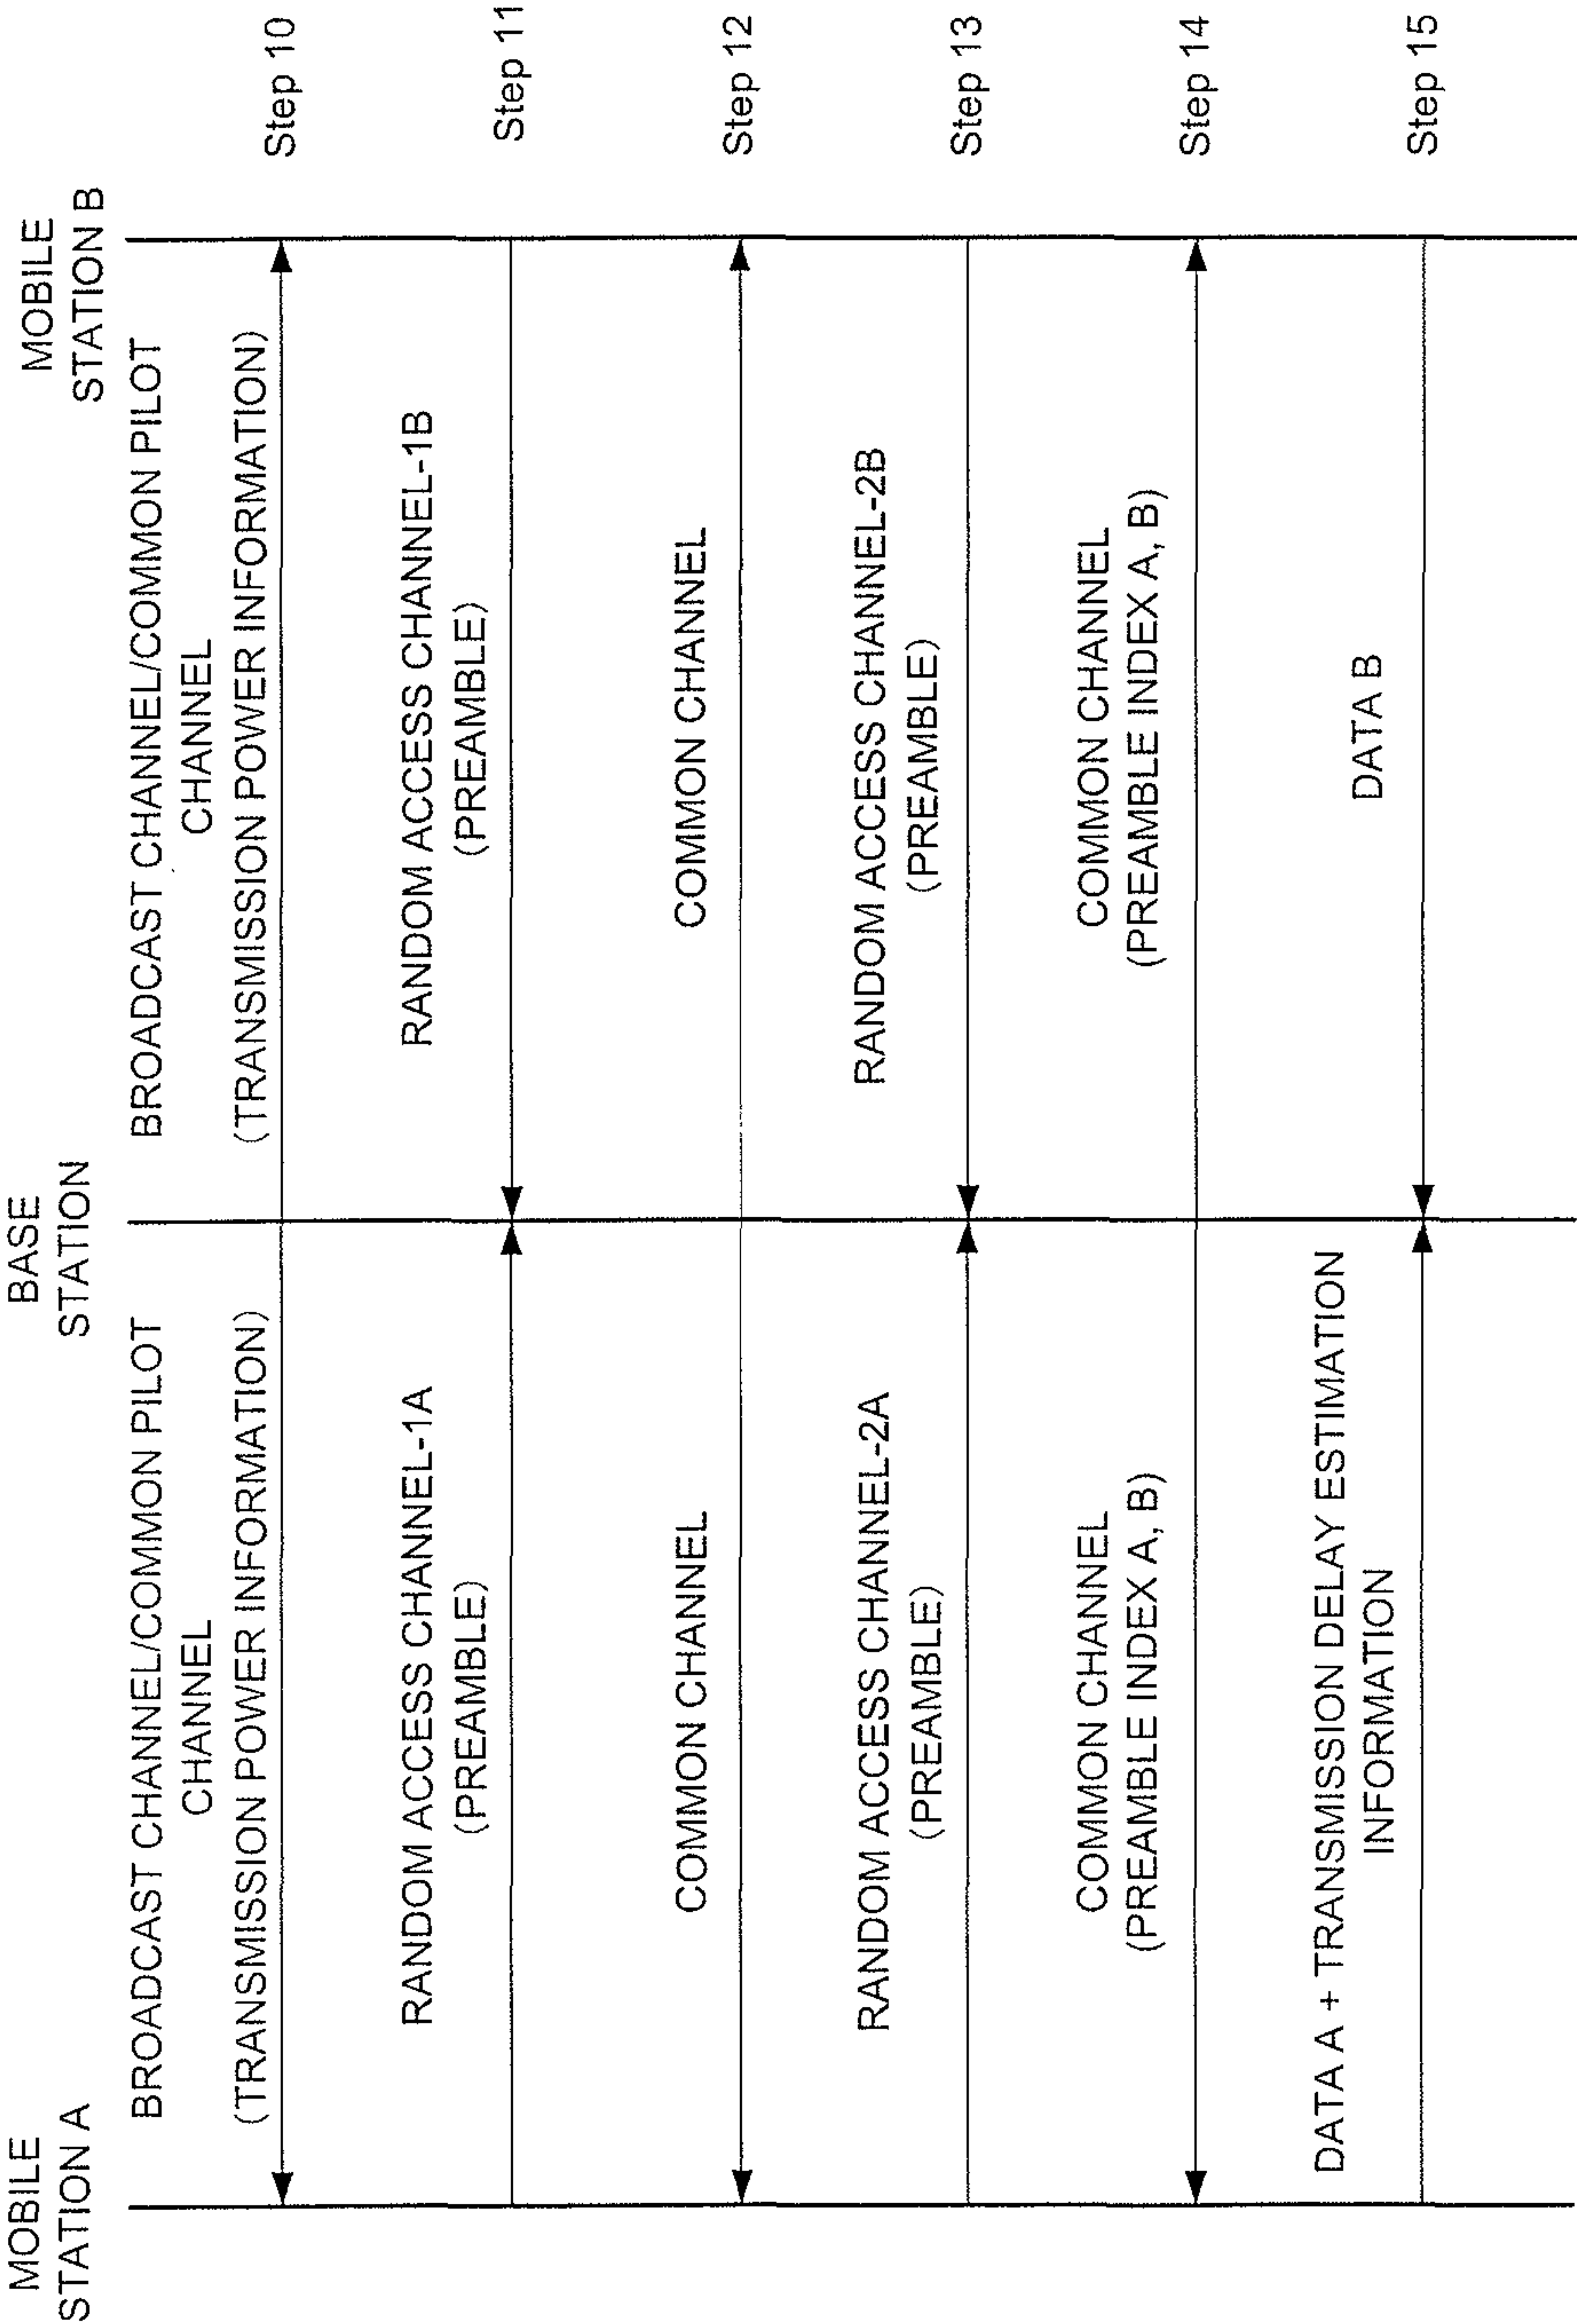 MOBILE
STATION A
BASE
STATION
MOBILE
STATION B
BROADCAST CHANNEL/COMMON PILOT
CHANNEL
(TRANSMISSION POWER INFORMATION)
BROADCAST CHANNEL/COMMON PILOT
CHANNEL
(TRANSMISSION POWER INFORMATION)
Step 10
RANDOM ACCESS CHANNEL-1A
(PREAMBLE)
RANDOM ACCESS CHANNEL-1B
(PREAMBLE)
Step 11
COMMON CHANNEL
COMMON CHANNEL
Step 12
RANDOM ACCESS CHANNEL-2A
(PREAMBLE)
RANDOM ACCESS CHANNEL-2B
(PREAMBLE)
Step 13
COMMON CHANNEL
(PREAMBLE INDEX A, B)
COMMON CHANNEL
(PREAMBLE INDEX A, B)
Step 14
DATA A + TRANSMISSION DELAY ESTIMATION
INFORMATION
DATA B
Step 15